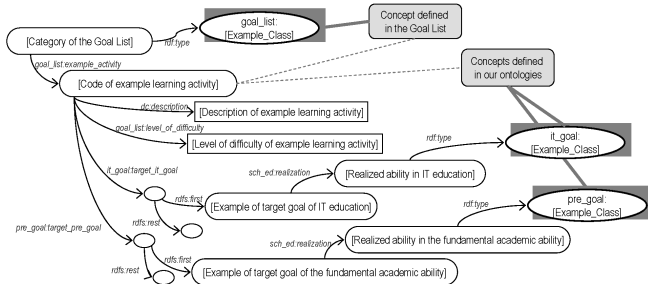 goal_list:
[Example_Class]
Concept defined
in the Goal List
[Category of the Goal List]
rdf:type
goal_list:example_activity
Concepts defined
in our ontologies
[Code of example learning activity]
dc:description
[Description of example learning activity]
goal_list:level_of_difficulty
[Level of difficulty of example learning activity]
rdf:type
it_goal:
[Example_Class]
it_goal:target_it_goal
sch_ed:realization
[Realized ability in IT education]
rdfs:first
[Example of target goal of IT education]
rdf:type
pre_goal:
[Example_Class]
rdfs:rest
pre_goal:target_pre_goal
sch_ed:realization
[Realized ability in the fundamental academic ability]
rdfs:first
rdfs:rest
[Example of target goal of the fundamental academic ability]